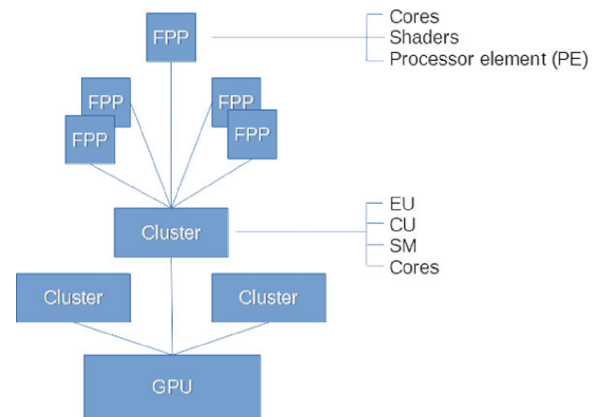 FPP
Cores
Shaders
Processor element (PE)
FPP
FPP
FPP
FPP
Cluster
EU
CU
SM
Cores
Cluster
Cluster
GPU